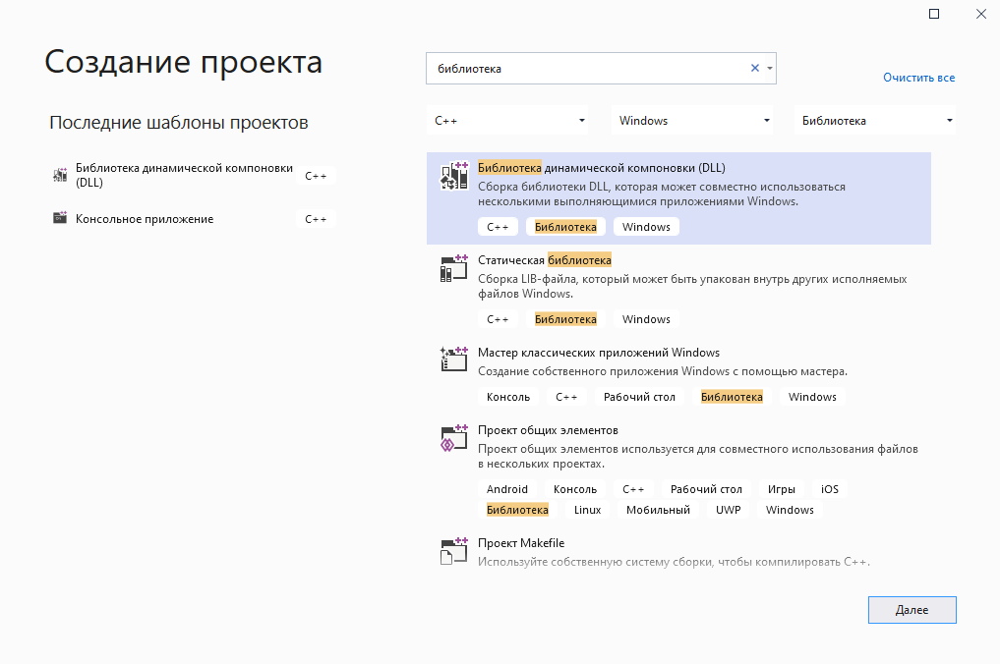 Создание проекта
Последние шаблоны проектов
Библиотека динамической компоновки
(DLL)
C++
Консольное приложение
C++
библиотека
Очистить все
C++
Windows
Библиотека
Библиотека динамической компоновки (DLL)
Сборка библиотеки DLL, которая может совместно использоваться
несколькими выполняющимися приложениями Windows.
C++ Библиотека Windows
Статическая библиотека
Сборка LIB-файла, который может быть упакован внутрь других исполняемых
файлов Windows.
C++ Библиотека Windows
Мастер классических приложений Windows
Создание собственного приложения Windows с помощью мастера.
Консоль C++ Рабочий стол Библиотека Windows
Проект общих элементов
Проект общих элементов используется для совместного использования файлов
в нескольких проектах.
Android Консоль C++ Рабочий стол Игры iOS
Библиотека Linux Мобильный UWP Windows
Проект Makefile
Используйте собственную систему сборки, чтобы компилировать C++.
Далее